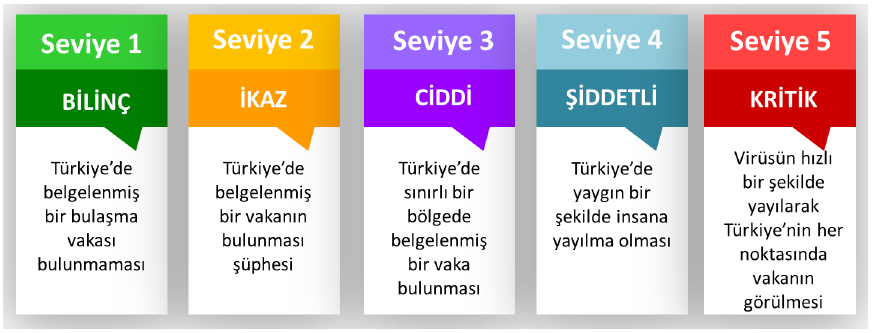 Seviye 1
BİLİNÇ
Türkiye’de
belgelenmiş
bir bulaşma
vakası
bulunmaması
Seviye 2
İKAZ
Türkiye’de
belgelenmiş
bir vakanın
bulunması
şüphesi
Seviye 3
CİDDİ
Türkiye’de
sınırlı bir
bölgede
belgelenmiş
bir vaka
bulunması
Seviye 4
ŞİDDETLİ
Türkiye’de
yaygın bir
şekilde insana
yayılma olması
Seviye 5
KRİTİK
Virüsün hızlı
bir şekilde
yayılarak
Türkiye’nin her
noktasında
vakanın
görülmesi